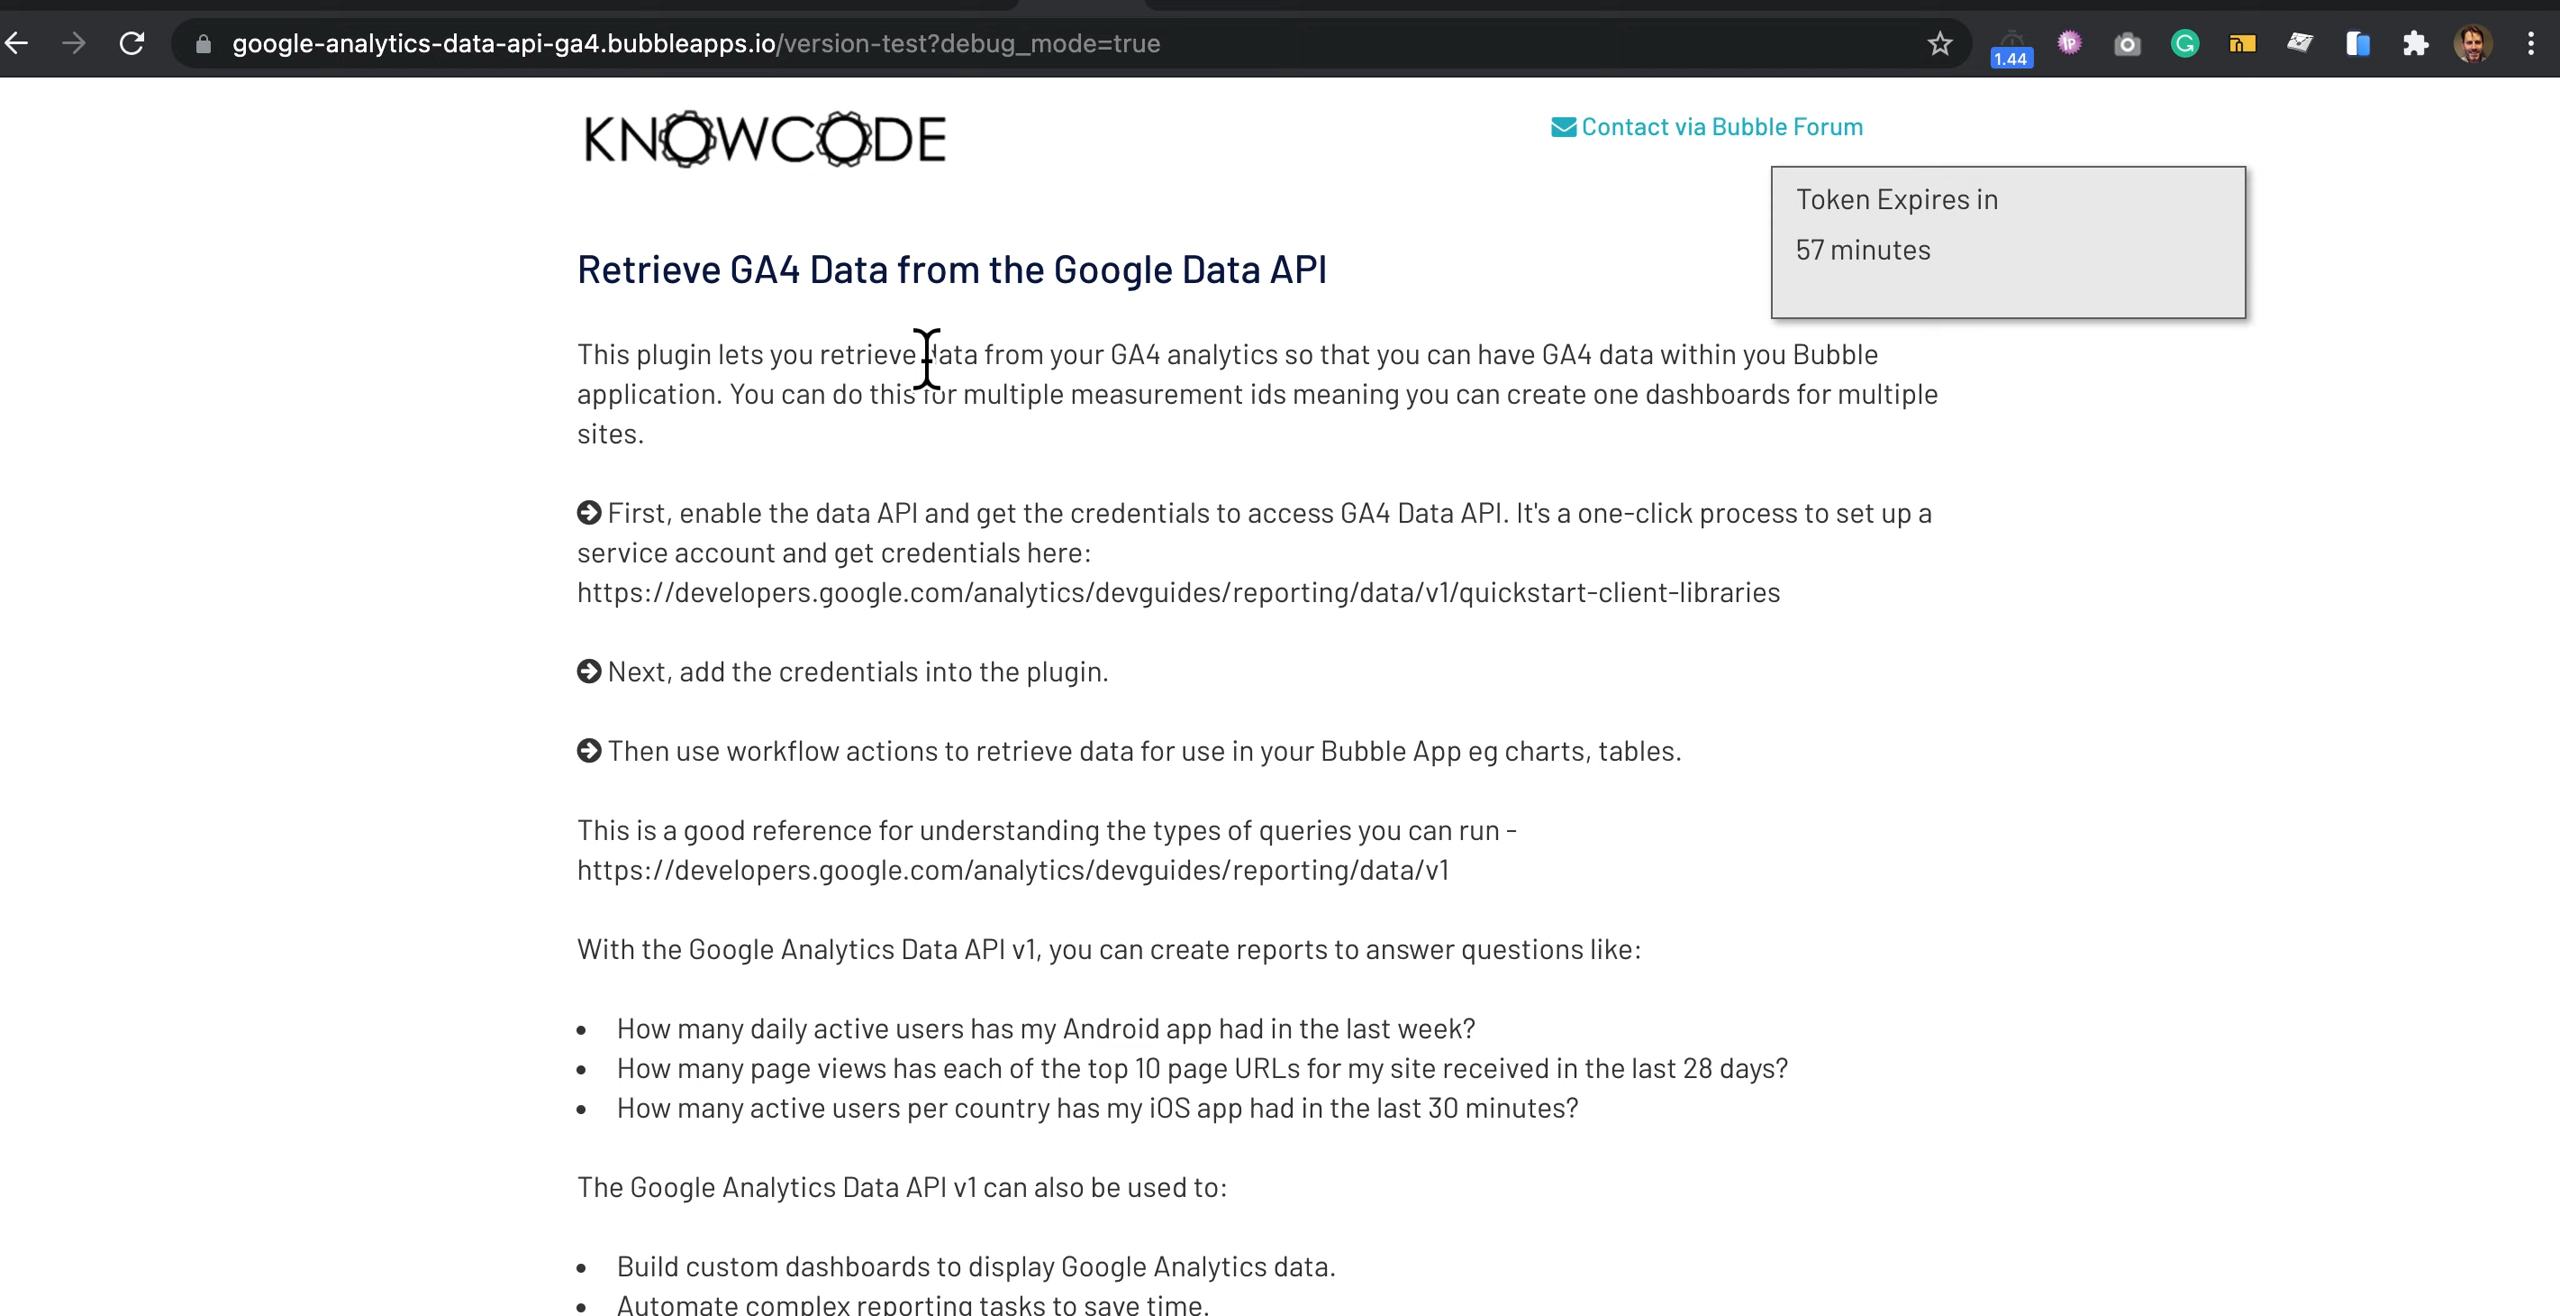 google-analytics-data-api-ga4.bubbleapps.io/version-test?debug_mode=true
1.44
KNOWCODE
Contact via Bubble Forum
Token Expires in
57 minutes
Retrieve GA4 Data from the Google Data API
This plugin lets you retrieve data from your GA4 analytics so that you can have GA4 data within you Bubble
application. You can do this for multiple measurement ids meaning you can create one dashboards for multiple
sites.
First, enable the data API and get the credentials to access GA4 Data API. It's a one-click process to set up a
service account and get credentials here:
https://developers.google.com/analytics/devguides/reporting/data/v1/quickstart-client-libraries
Next, add the credentials into the plugin.
Then use workflow actions to retrieve data for use in your Bubble App eg charts, tables.
This is a good reference for understanding the types of queries you can run -
https://developers.google.com/analytics/devguides/reporting/data/v1
With the Google Analytics Data API v1, you can create reports to answer questions like:
• How many daily active users has my Android app had in the last week?
• How many page views has each of the top 10 page URLs for my site received in the last 28 days?
• How many active users per country has my iOS app had in the last 30 minutes?
The Google Analytics Data API v1 can also be used to:
• Build custom dashboards to display Google Analytics data.
• Automate complex reporting tasks to save time.